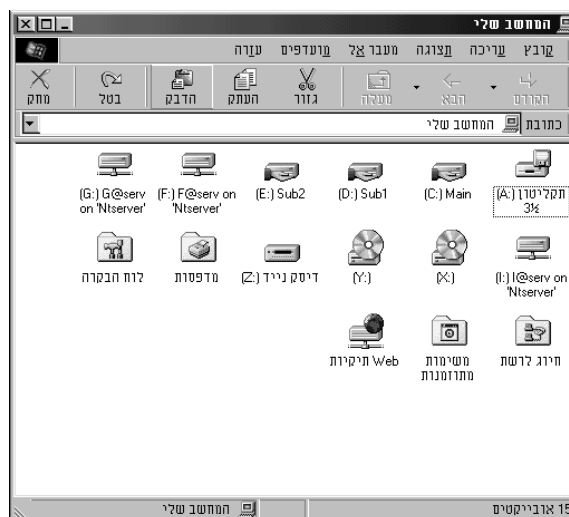 המחשב שלי
קובץ עריכה תצוגה מעבר אל מועדפים עזרה
הקודם הבא מעלה גזור העתק הדבק בטל מחק
כתובת המחשב שלי
תקליטון (A:) 3½
(C:) Main
(D:) Sub1
(E:) Sub2
(F:) F@serv on 'Ntserver'
(G:) G@serv on 'Ntserver'
(I:) I@serv on 'Ntserver'
(X:)
(Y:)
דיסק נייד (Z:)
מדפסות
לוח הבקרה
חיוג לרשת
משימות מתוזמנות
תיקיות Web
15 אובייקטים
המחשב שלי